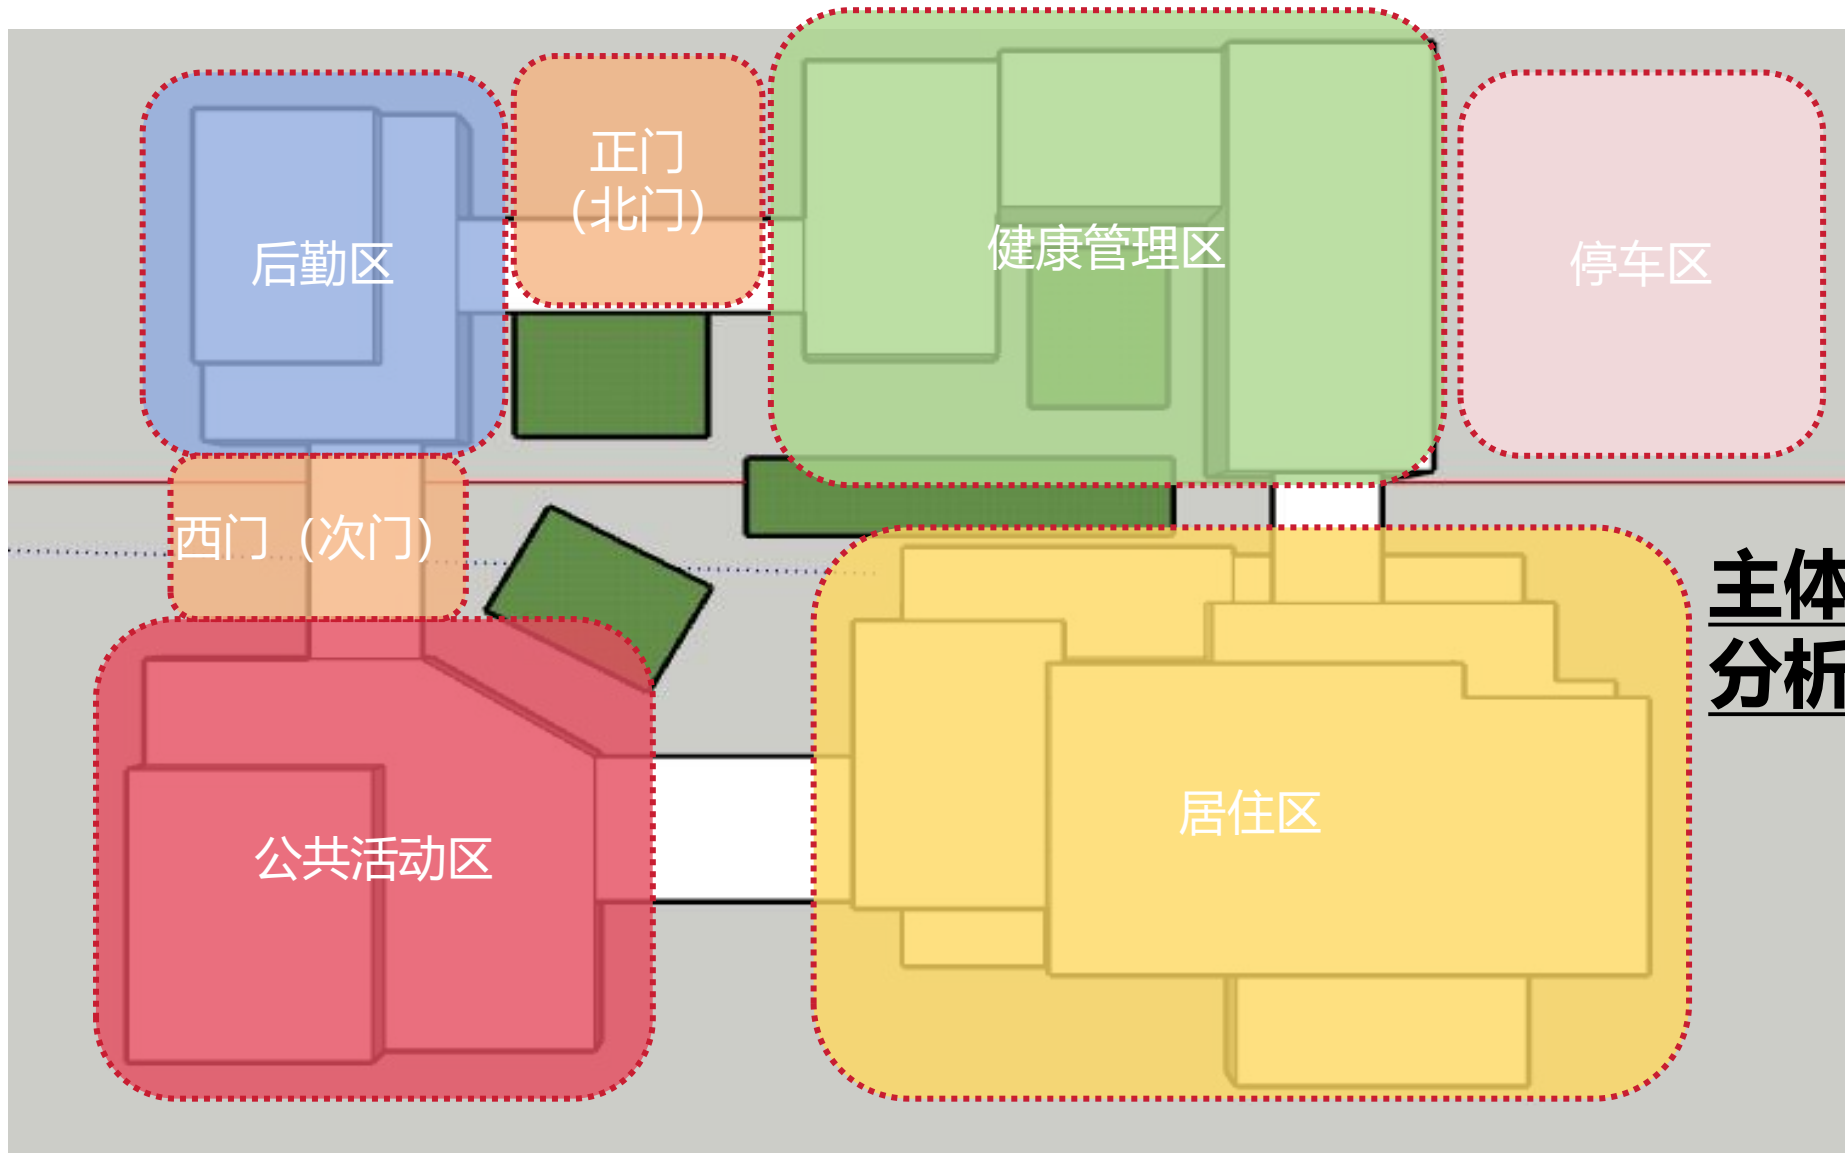 正门
（北门）
后勤区
健康管理区
停车区
西门（次门）
主体
分析
公共活动区
居住区